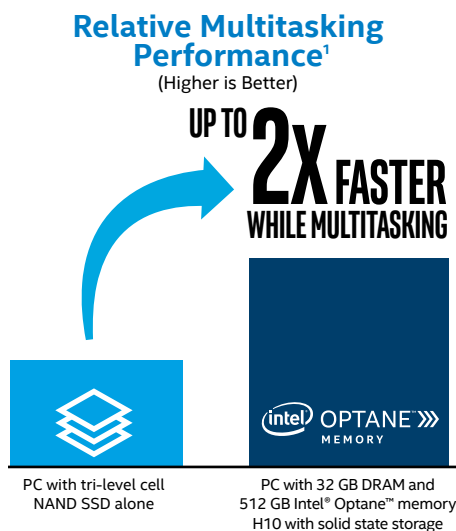 Relative Multitasking
Performance¹
(Higher is Better)
UP TO 2X FASTER
WHILE MULTITASKING
intel OPTANE™
MEMORY
PC with tri-level cell
NAND SSD alone
PC with 32 GB DRAM and
512 GB Intel® Optane™ memory
H10 with solid state storage